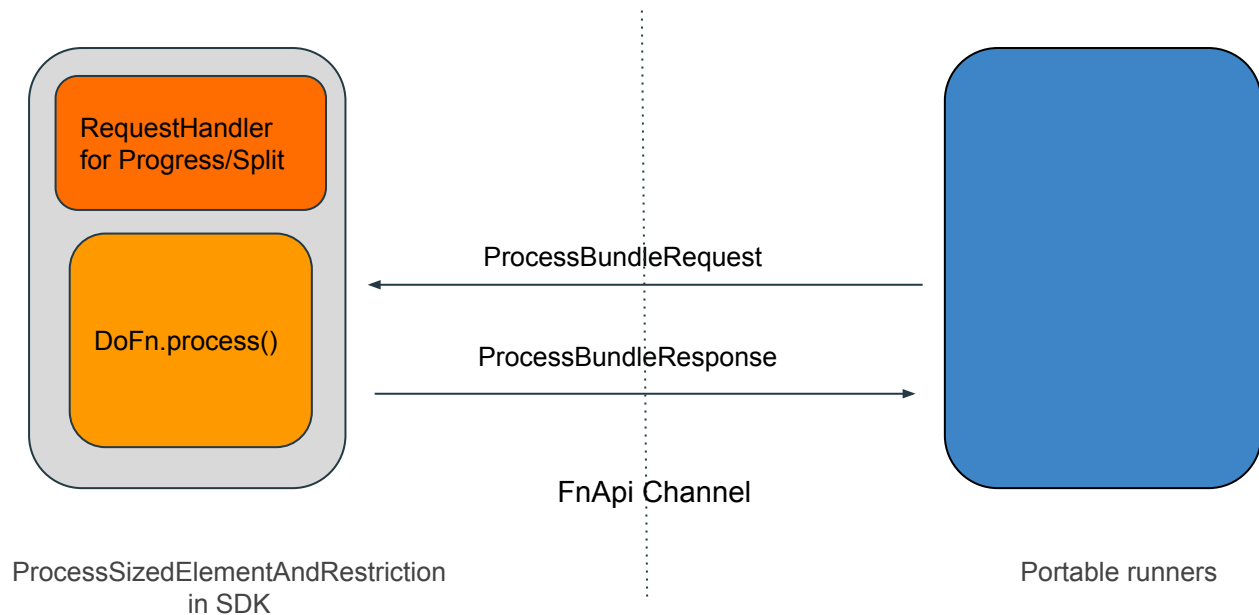 RequestHandler
for Progress/Split
ProcessBundleRequest
DoFn.process()
ProcessBundleResponse
FnApi Channel
ProcessSizedElementAndRestriction
in SDK
Portable runners